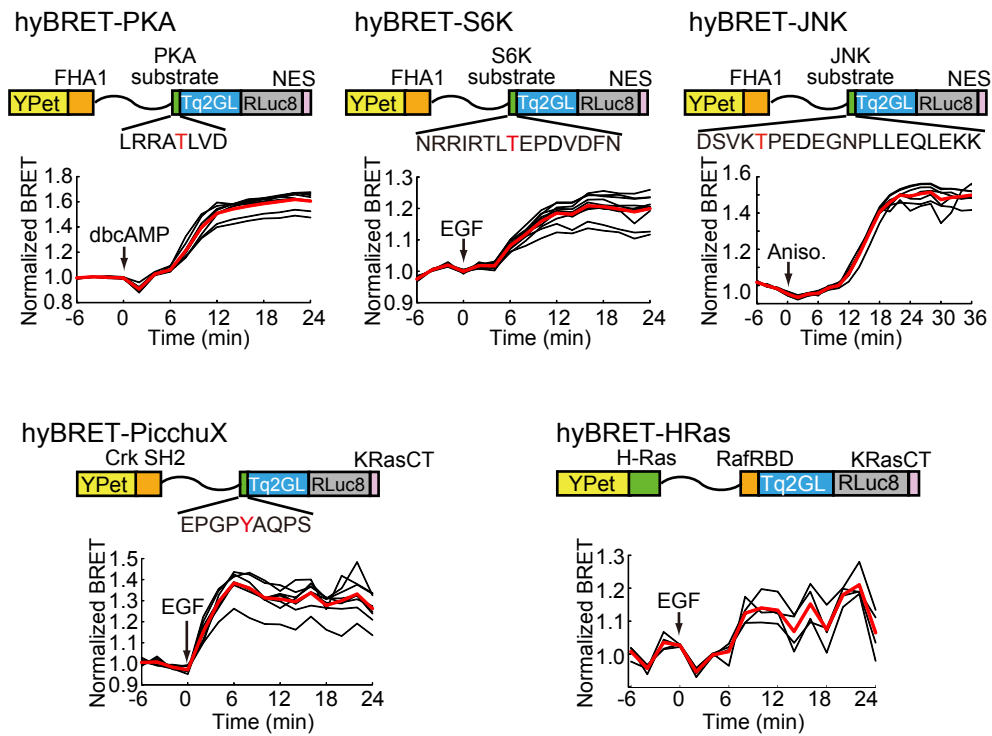 hyBRET-PKA
PKA
FHA1 substrate NES
YPet Tq2GL RLuc8
LRRATLVD
Normalized BRET
1.8
1.6
1.4
1.2
1.0
0.8
dbcAMP
-6 0 6 12 18 24
Time (min)
hyBRET-S6K
S6K
FHA1 substrate NES
YPet Tq2GL RLuc8
NRRIRTLTEPDVDFN
Normalized BRET
1.3
1.2
1.1
1.0
0.9
EGF
-6 0 6 12 18 24
Time (min)
hyBRET-JNK
JNK
FHA1 substrate NES
YPet Tq2GL RLuc8
DSVKTPEDEGNPLLEQLEKK
Normalized BRET
1.6
1.4
1.2
1.0
Aniso.
-6 0 6 12 18 24 30 36
Time (min)
hyBRET-PicchuX
Crk SH2 KRasCT
YPet Tq2GL RLuc8
EPGPYAQPS
Normalized BRET
1.5
1.4
1.3
1.2
1.1
1.0
0.9
EGF
-6 0 6 12 18 24
Time (min)
hyBRET-HRas
H-Ras RafRBD KRasCT
YPet Tq2GL RLuc8
Normalized BRET
1.3
1.2
1.1
1.0
EGF
-6 0 6 12 18 24
Time (min)